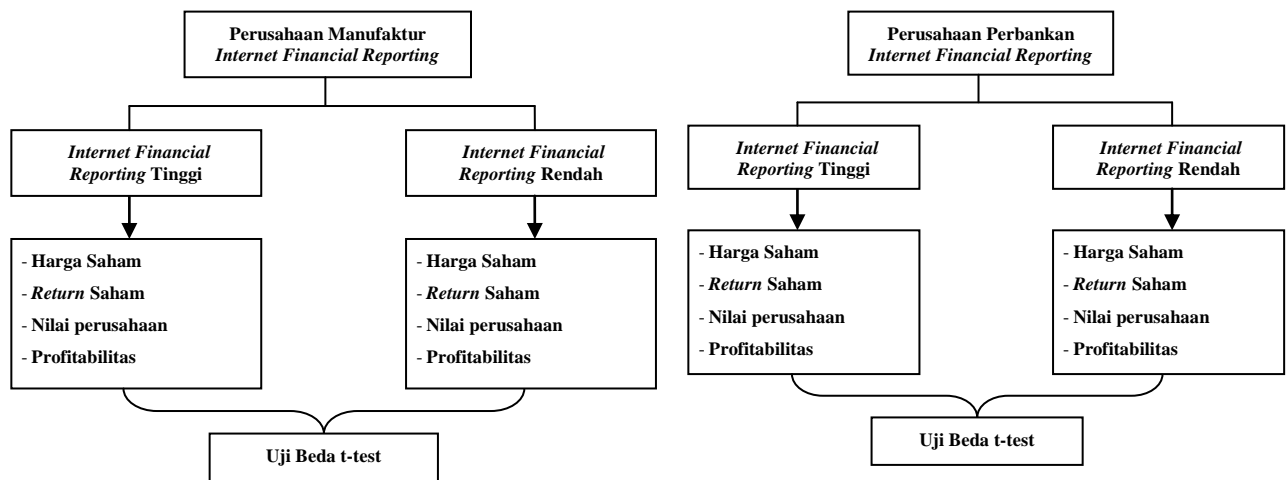 Perusahaan Manufaktur
Internet Financial Reporting
Internet Financial
Reporting Tinggi
Internet Financial
Reporting Rendah
- Harga Saham
- Return Saham
- Nilai perusahaan
- Profitabilitas
- Harga Saham
- Return Saham
- Nilai perusahaan
- Profitabilitas
Uji Beda t-test
Perusahaan Perbankan
Internet Financial Reporting
Internet Financial
Reporting Tinggi
Internet Financial
Reporting Rendah
- Harga Saham
- Return Saham
- Nilai perusahaan
- Profitabilitas
- Harga Saham
- Return Saham
- Nilai perusahaan
- Profitabilitas
Uji Beda t-test